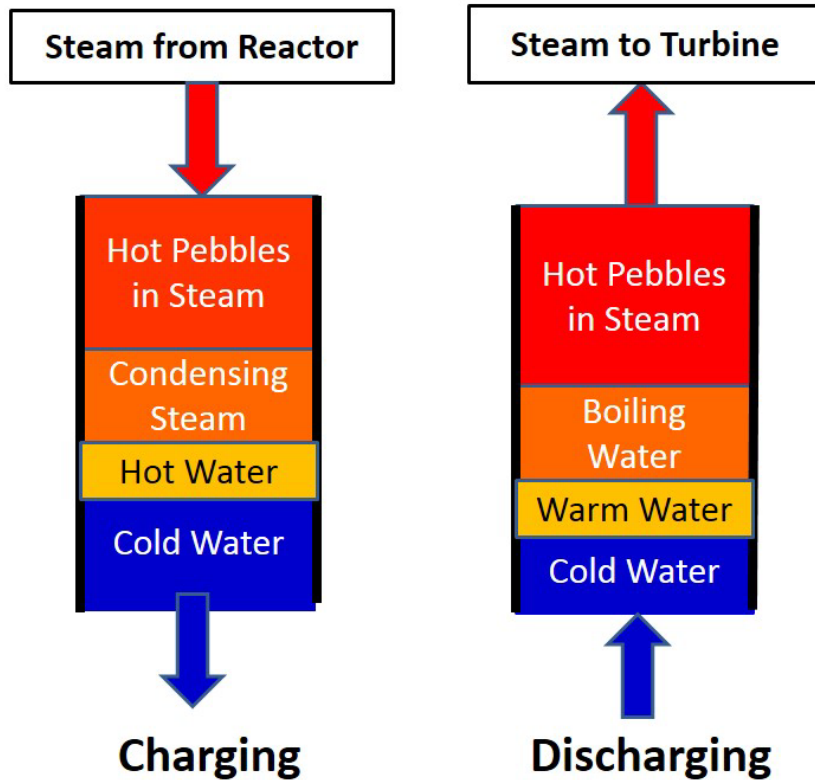 Steam from Reactor
Hot Pebbles
in Steam
Condensing
Steam
Hot Water
Cold Water
Charging
Steam to Turbine
Hot Pebbles
in Steam
Boiling
Water
Warm Water
Cold Water
Discharging